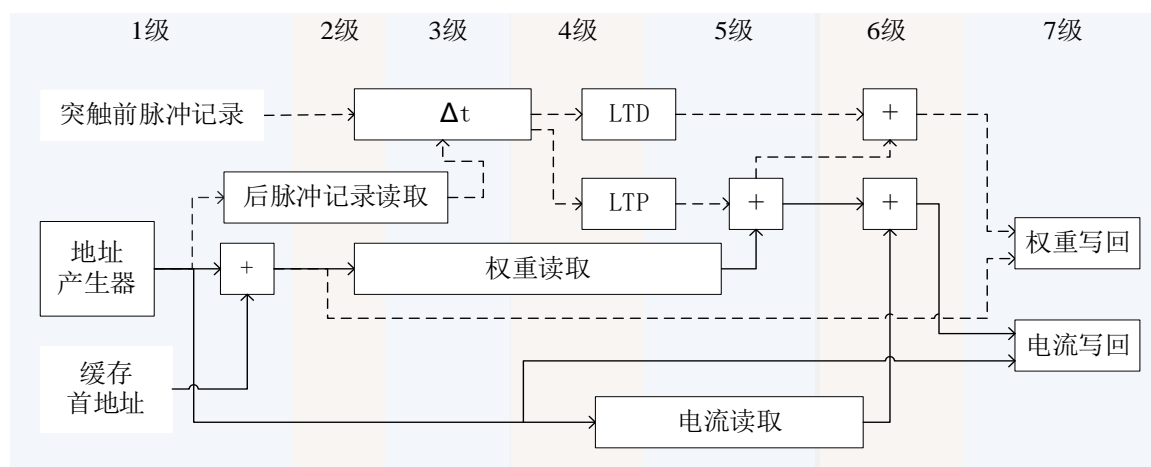 1级 2级 3级 4级 5级 6级 7级
突触前脉冲记录
Δt
LTD
+
后脉冲记录读取
LTP
+
+
地址
产生器
+
权重读取
权重写回
缓存
首地址
电流写回
电流读取